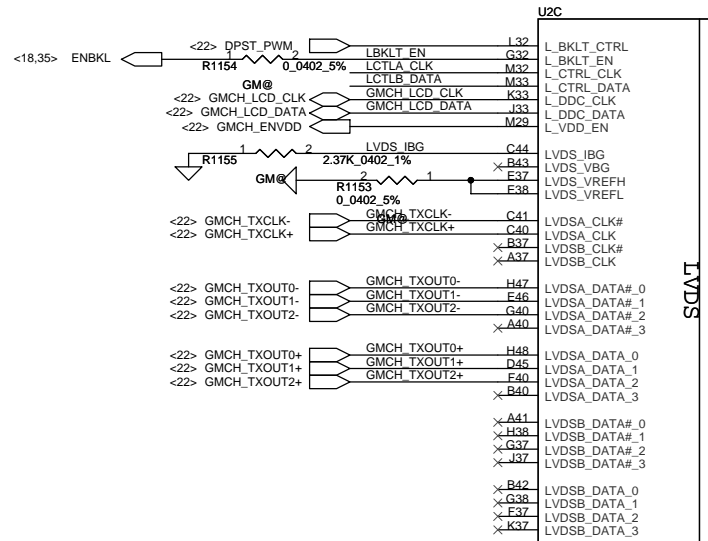 U2C
<22> DPST_PWM L32 L_BKLT_CTRL
<18,35> ENBKL 1 2 LBKLT_EN G32 L_BKLT_EN
R1154 0_0402_5% LCTLA_CLK M32 L_CTRL_CLK
GM@ LCTLB_DATA M33 L_CTRL_DATA
<22> GMCH_LCD_CLK GMCH_LCD_CLK K33 L_DDC_CLK
<22> GMCH_LCD_DATA GMCH_LCD_DATA J33 L_DDC_DATA
<22> GMCH_ENVDD M29 L_VDD_EN
1 2 LVDS_IBG C44 LVDS_IBG
R1155 2.37K_0402_1% B43 LVDS_VBG
GM@ 2 1 E37 LVDS_VREFH
R1153 E38 LVDS_VREFL
0_0402_5%
GM@
<22> GMCH_TXCLK- GMCH_TXCLK- C41 LVDSA_CLK#
<22> GMCH_TXCLK+ GMCH_TXCLK+ C40 LVDSA_CLK
B37 LVDSB_CLK#
A37 LVDSB_CLK
LVDS
<22> GMCH_TXOUT0- GMCH_TXOUT0- H47 LVDSA_DATA#_0
<22> GMCH_TXOUT1- GMCH_TXOUT1- E46 LVDSA_DATA#_1
<22> GMCH_TXOUT2- GMCH_TXOUT2- G40 LVDSA_DATA#_2
A40 LVDSA_DATA#_3
<22> GMCH_TXOUT0+ GMCH_TXOUT0+ H48 LVDSA_DATA_0
<22> GMCH_TXOUT1+ GMCH_TXOUT1+ D45 LVDSA_DATA_1
<22> GMCH_TXOUT2+ GMCH_TXOUT2+ F40 LVDSA_DATA_2
B40 LVDSA_DATA_3
A41 LVDSB_DATA#_0
H38 LVDSB_DATA#_1
G37 LVDSB_DATA#_2
J37 LVDSB_DATA#_3
B42 LVDSB_DATA_0
G38 LVDSB_DATA_1
F37 LVDSB_DATA_2
K37 LVDSB_DATA_3